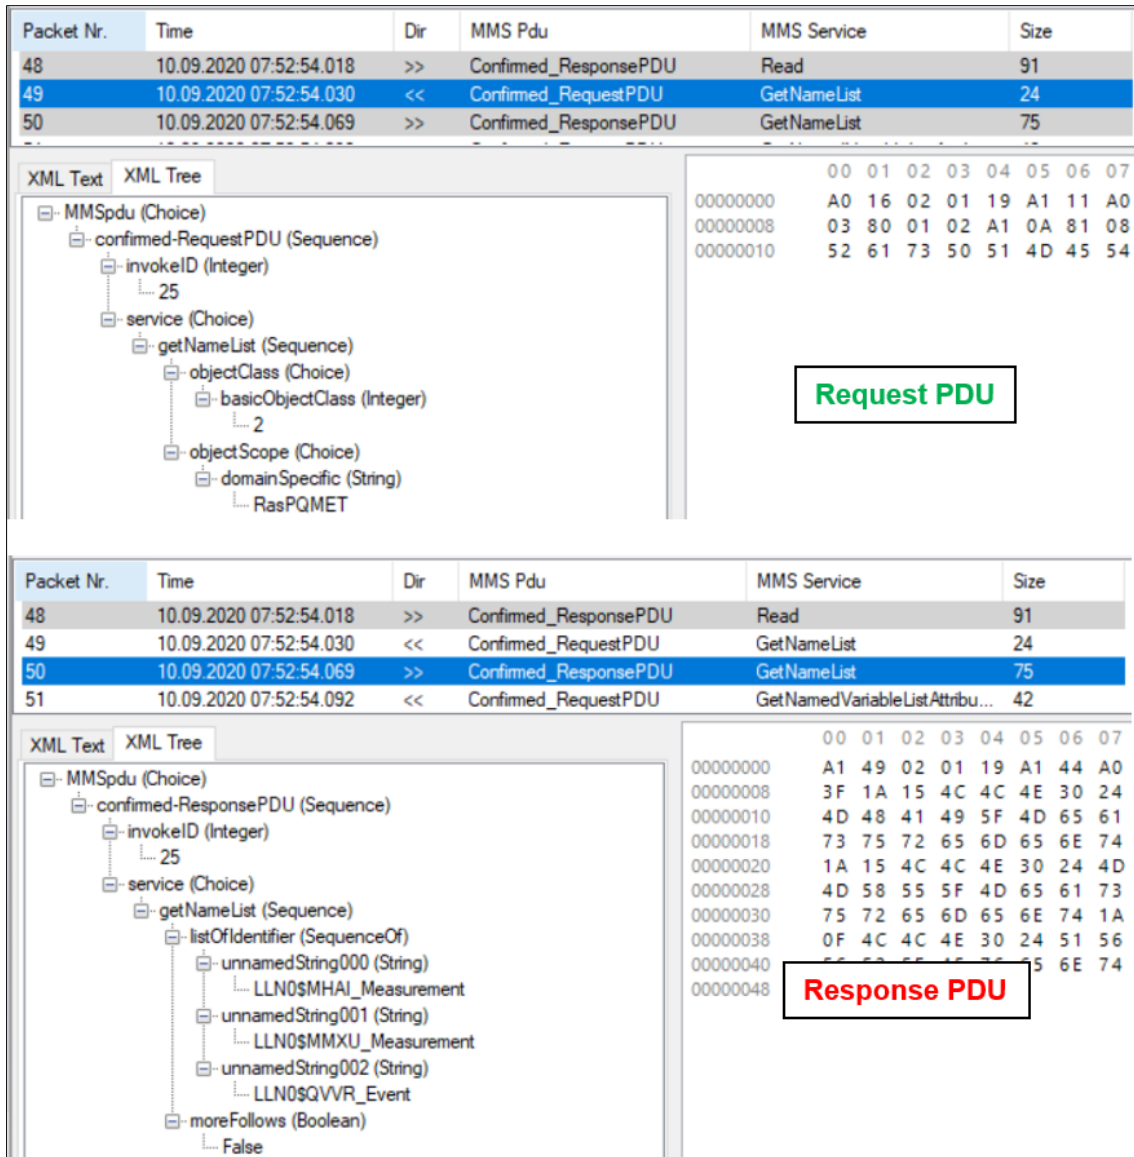 Packet Nr. Time Dir MMS Pdu MMS Service Size
48 10.09.2020 07:52:54.018 >> Confirmed_ResponsePDU Read 91
49 10.09.2020 07:52:54.030 << Confirmed_RequestPDU GetNameList 24
50 10.09.2020 07:52:54.069 >> Confirmed_ResponsePDU GetNameList 75
XML Text XML Tree
MMSpdu (Choice)
confirmed-RequestPDU (Sequence)
invokeID (Integer)
25
service (Choice)
getNameList (Sequence)
objectClass (Choice)
basicObjectClass (Integer)
2
objectScope (Choice)
domainSpecific (String)
RasPQMET
00 01 02 03 04 05 06 07
00000000 A0 16 02 01 19 A1 11 A0
00000008 03 80 01 02 A1 0A 81 08
00000010 52 61 73 50 51 4D 45 54
Request PDU
Packet Nr. Time Dir MMS Pdu MMS Service Size
48 10.09.2020 07:52:54.018 >> Confirmed_ResponsePDU Read 91
49 10.09.2020 07:52:54.030 << Confirmed_RequestPDU GetNameList 24
50 10.09.2020 07:52:54.069 >> Confirmed_ResponsePDU GetNameList 75
51 10.09.2020 07:52:54.092 << Confirmed_RequestPDU GetNamedVariableListAttribu... 42
XML Text XML Tree
MMSpdu (Choice)
confirmed-ResponsePDU (Sequence)
invokeID (Integer)
25
service (Choice)
getNameList (Sequence)
listOfIdentifier (SequenceOf)
unnamedString000 (String)
LLN0$MHAI_Measurement
unnamedString001 (String)
LLN0$MMXU_Measurement
unnamedString002 (String)
LLN0$QVVR_Event
moreFollows (Boolean)
False
00 01 02 03 04 05 06 07
00000000 A1 49 02 01 19 A1 44 A0
00000008 3F 1A 15 4C 4C 4E 30 24
00000010 4D 48 41 49 5F 4D 65 61
00000018 73 75 72 65 6D 65 6E 74
00000020 1A 15 4C 4C 4E 30 24 4D
00000028 4D 58 55 5F 4D 65 61 73
00000030 75 72 65 6D 65 6E 74 1A
00000038 0F 4C 4C 4E 30 24 51 56
00000040 6E 74
00000048
Response PDU